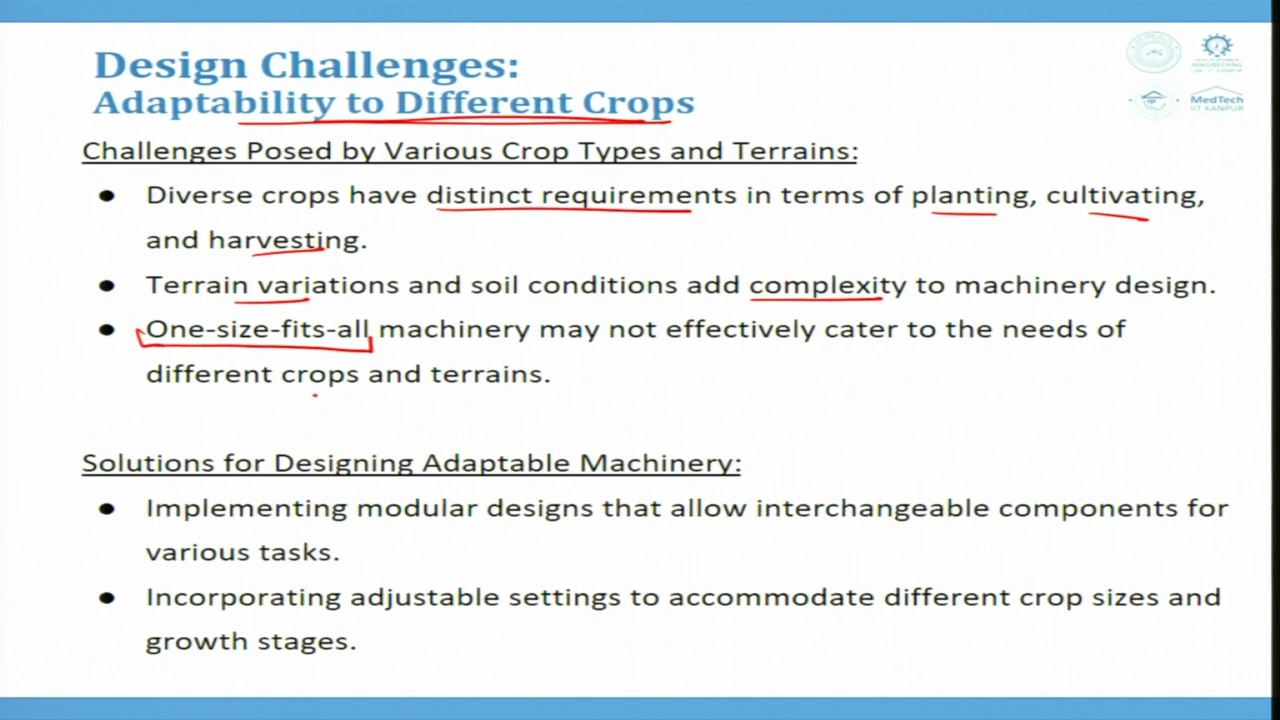 Design Challenges:
Adaptability to Different Crops
Challenges Posed by Various Crop Types and Terrains:
● Diverse crops have distinct requirements in terms of planting, cultivating,
and harvesting.
● Terrain variations and soil conditions add complexity to machinery design.
● One-size-fits-all machinery may not effectively cater to the needs of
different crops and terrains.
Solutions for Designing Adaptable Machinery:
● Implementing modular designs that allow interchangeable components for
various tasks.
● Incorporating adjustable settings to accommodate different crop sizes and
growth stages.
MedTech
IIT KANPUR